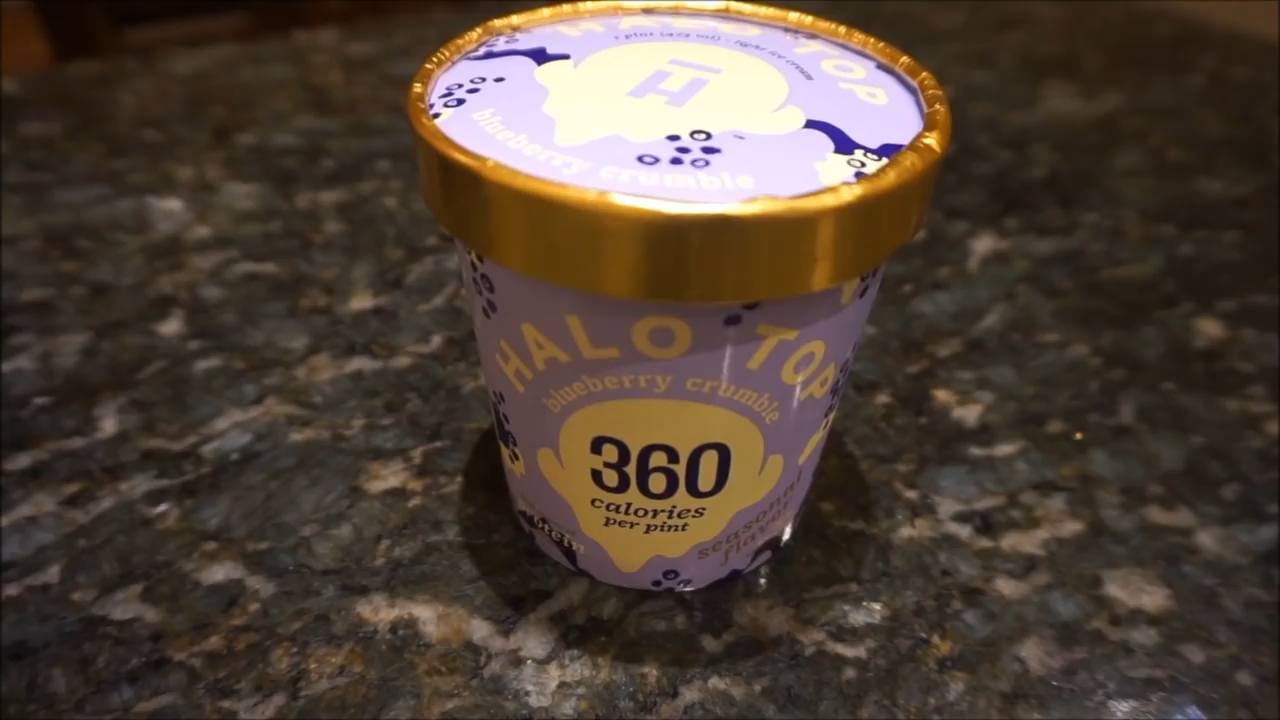 HALO TOP
1 pint (473 ml) · light ice cream
H
blueberry crumble
HALO TOP
blueberry crumble
360
calories
per pint
protein
seasonal
flavor